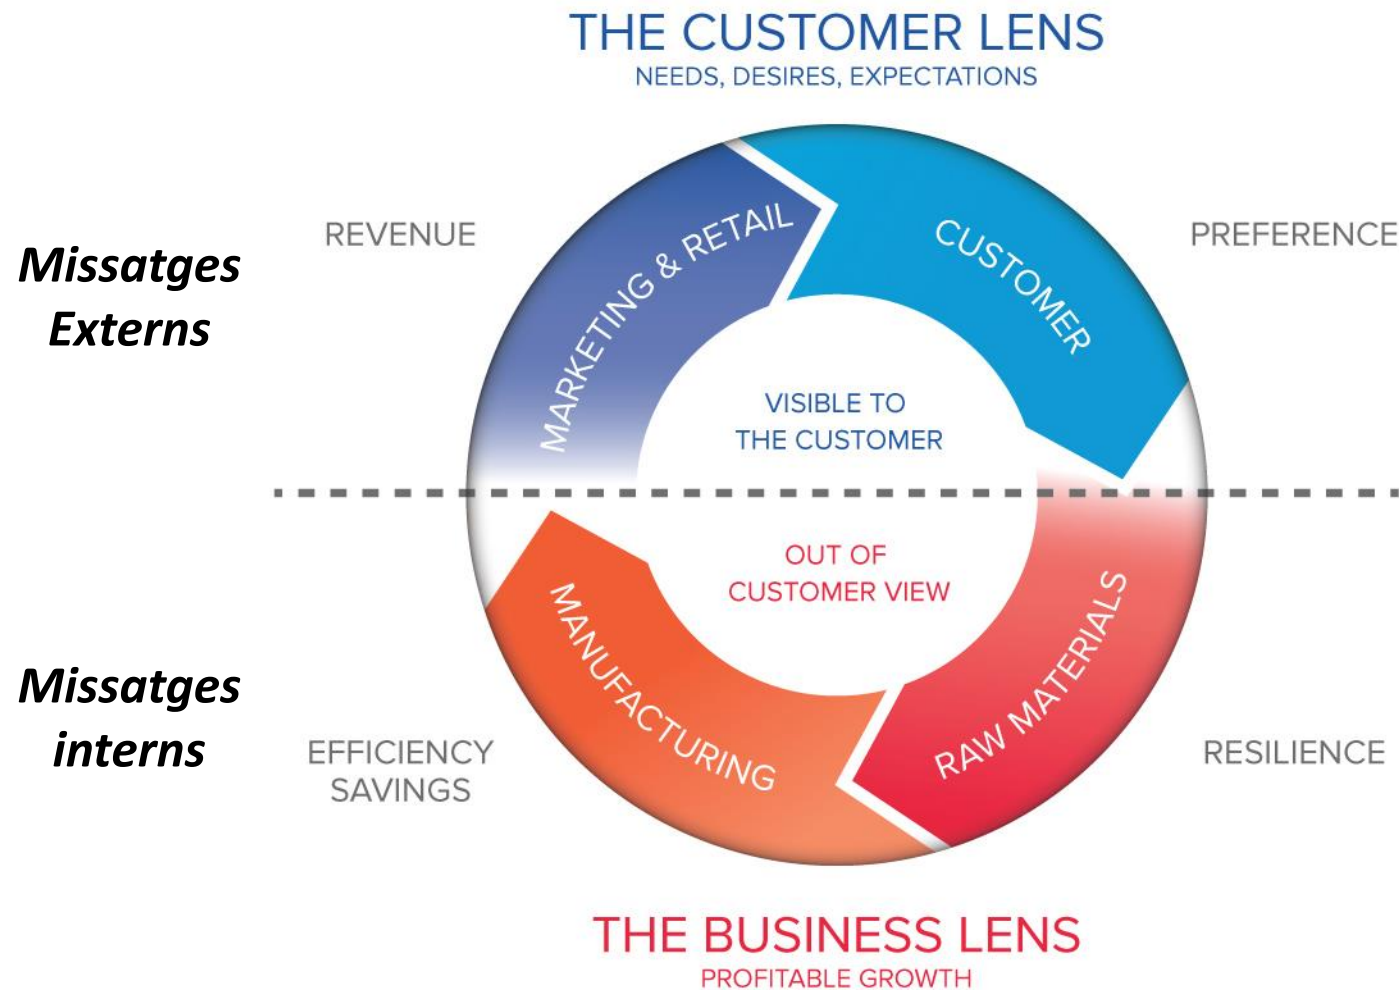 THE CUSTOMER LENS
NEEDS, DESIRES, EXPECTATIONS
Missatges
Externs
REVENUE
MARKETING & RETAIL
CUSTOMER
PREFERENCE
VISIBLE TO
THE CUSTOMER
OUT OF
CUSTOMER VIEW
Missatges
interns
EFFICIENCY
SAVINGS
MANUFACTURING
RAW MATERIALS
RESILIENCE
THE BUSINESS LENS
PROFITABLE GROWTH